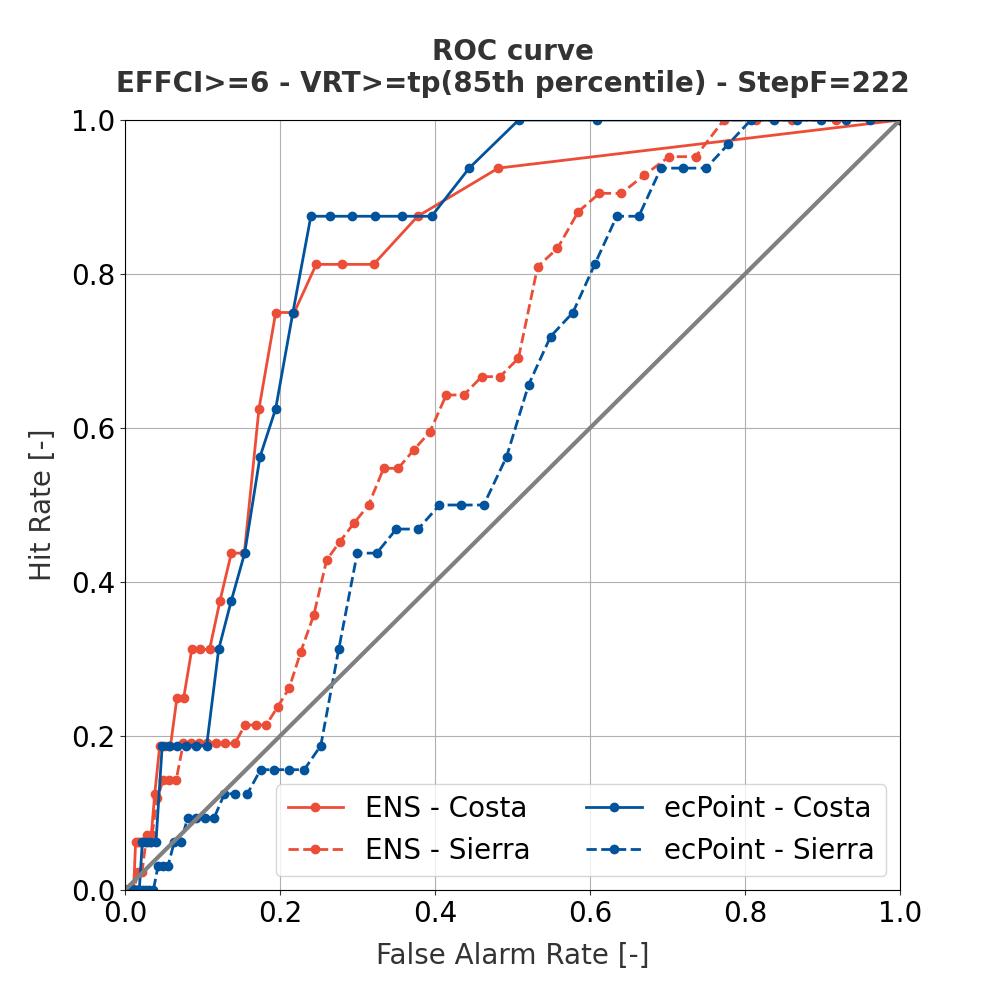 ROC curve
EFFCI>=6 - VRT>=tp(85th percentile) - StepF=222
1.0
0.8
0.6
0.4
0.2
0.0
Hit Rate [-]
ENS - Costa
ENS - Sierra
ecPoint - Costa
ecPoint - Sierra
0.0 0.2 0.4 0.6 0.8 1.0
False Alarm Rate [-]